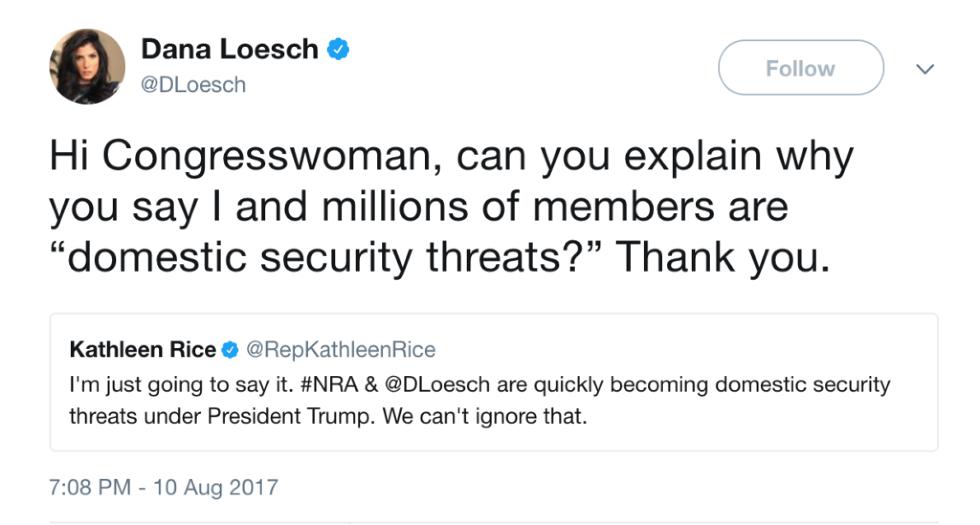 Dana Loesch
@DLoesch
Follow
Hi Congresswoman, can you explain why
you say I and millions of members are
“domestic security threats?” Thank you.
Kathleen Rice @RepKathleenRice
I'm just going to say it. #NRA & @DLoesch are quickly becoming domestic security
threats under President Trump. We can't ignore that.
7:08 PM - 10 Aug 2017